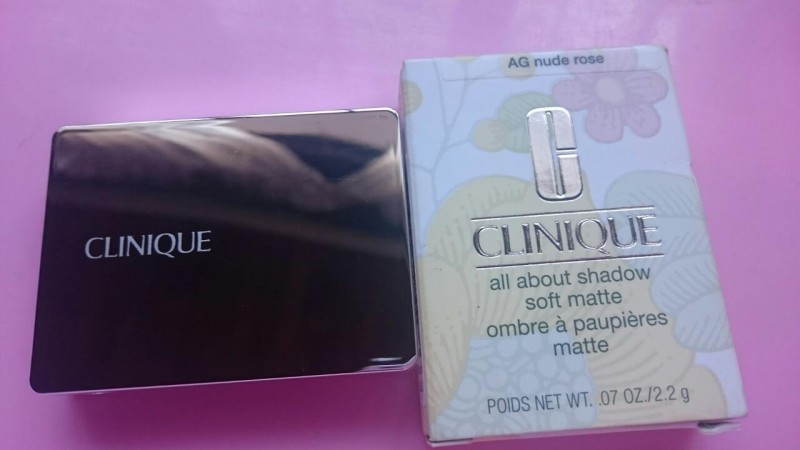 CLINIQUE
AG nude rose
C
CLINIQUE
all about shadow
soft matte
ombre à paupières
matte
POIDS NET WT. .07 OZ./2.2 g